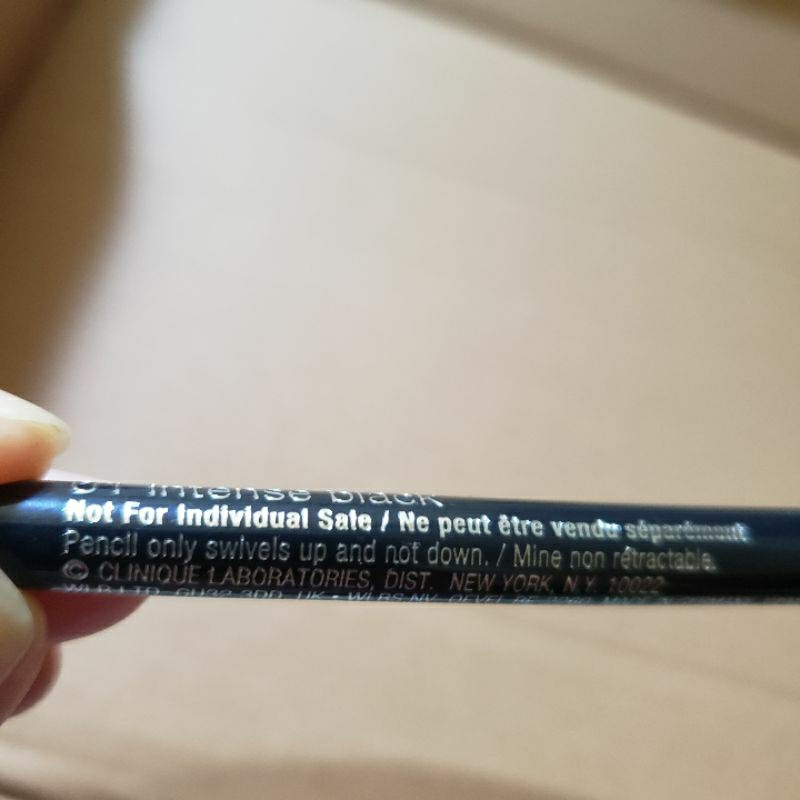 intense black
Not For Individual Sale / Ne peut être vendu séparément
Pencil only swivels up and not down. / Mine non rétractable.
© CLINIQUE LABORATORIES, DIST. NEW YORK, N.Y. 10022